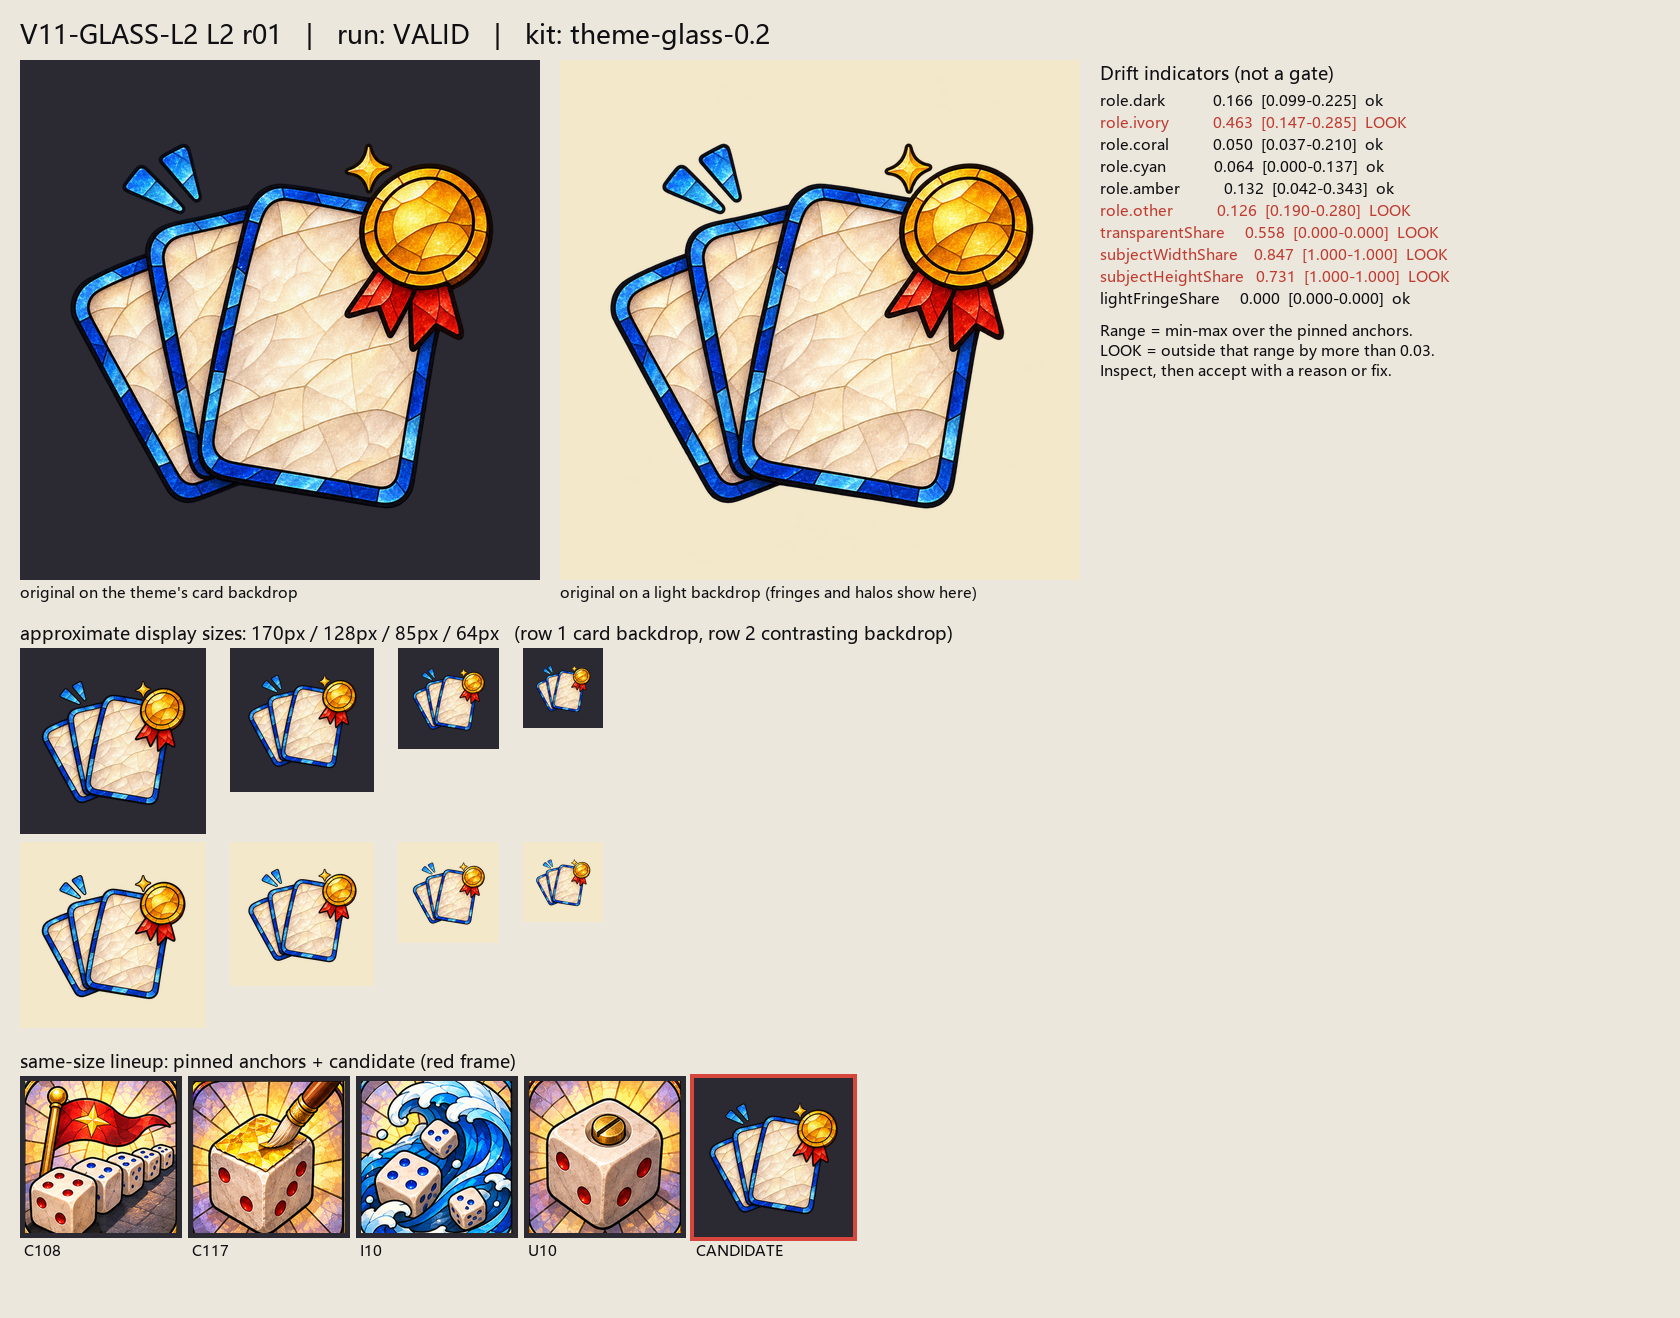 V11-GLASS-L2 L2 r01 | run: VALID | kit: theme-glass-0.2
Drift indicators (not a gate)
role.dark 0.166 [0.099-0.225] ok
role.ivory 0.463 [0.147-0.285] LOOK
role.coral 0.050 [0.037-0.210] ok
role.cyan 0.064 [0.000-0.137] ok
role.amber 0.132 [0.042-0.343] ok
role.other 0.126 [0.190-0.280] LOOK
transparentShare 0.558 [0.000-0.000] LOOK
subjectWidthShare 0.847 [1.000-1.000] LOOK
subjectHeightShare 0.731 [1.000-1.000] LOOK
lightFringeShare 0.000 [0.000-0.000] ok
Range = min-max over the pinned anchors.
LOOK = outside that range by more than 0.03.
Inspect, then accept with a reason or fix.
original on the theme's card backdrop
original on a light backdrop (fringes and halos show here)
approximate display sizes: 170px / 128px / 85px / 64px (row 1 card backdrop, row 2 contrasting backdrop)
same-size lineup: pinned anchors + candidate (red frame)
C108
C117
I10
U10
CANDIDATE